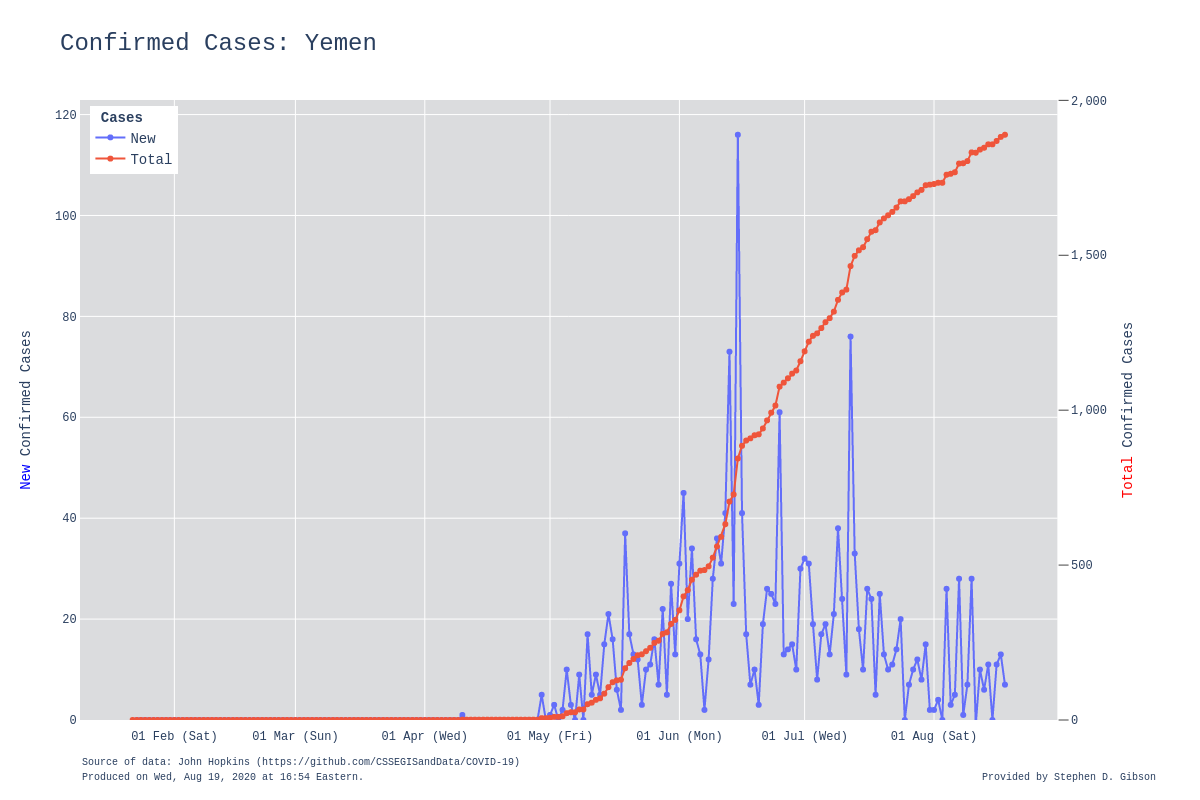 Confirmed Cases: Yemen
Cases
New
Total
120
100
80
60
40
20
0
2,000
1,500
1,000
500
0
New Confirmed Cases
Total Confirmed Cases
01 Feb (Sat)
01 Mar (Sun)
01 Apr (Wed)
01 May (Fri)
01 Jun (Mon)
01 Jul (Wed)
01 Aug (Sat)
Source of data: John Hopkins (https://github.com/CSSEGISandData/COVID-19)
Produced on Wed, Aug 19, 2020 at 16:54 Eastern.
Provided by Stephen D. Gibson